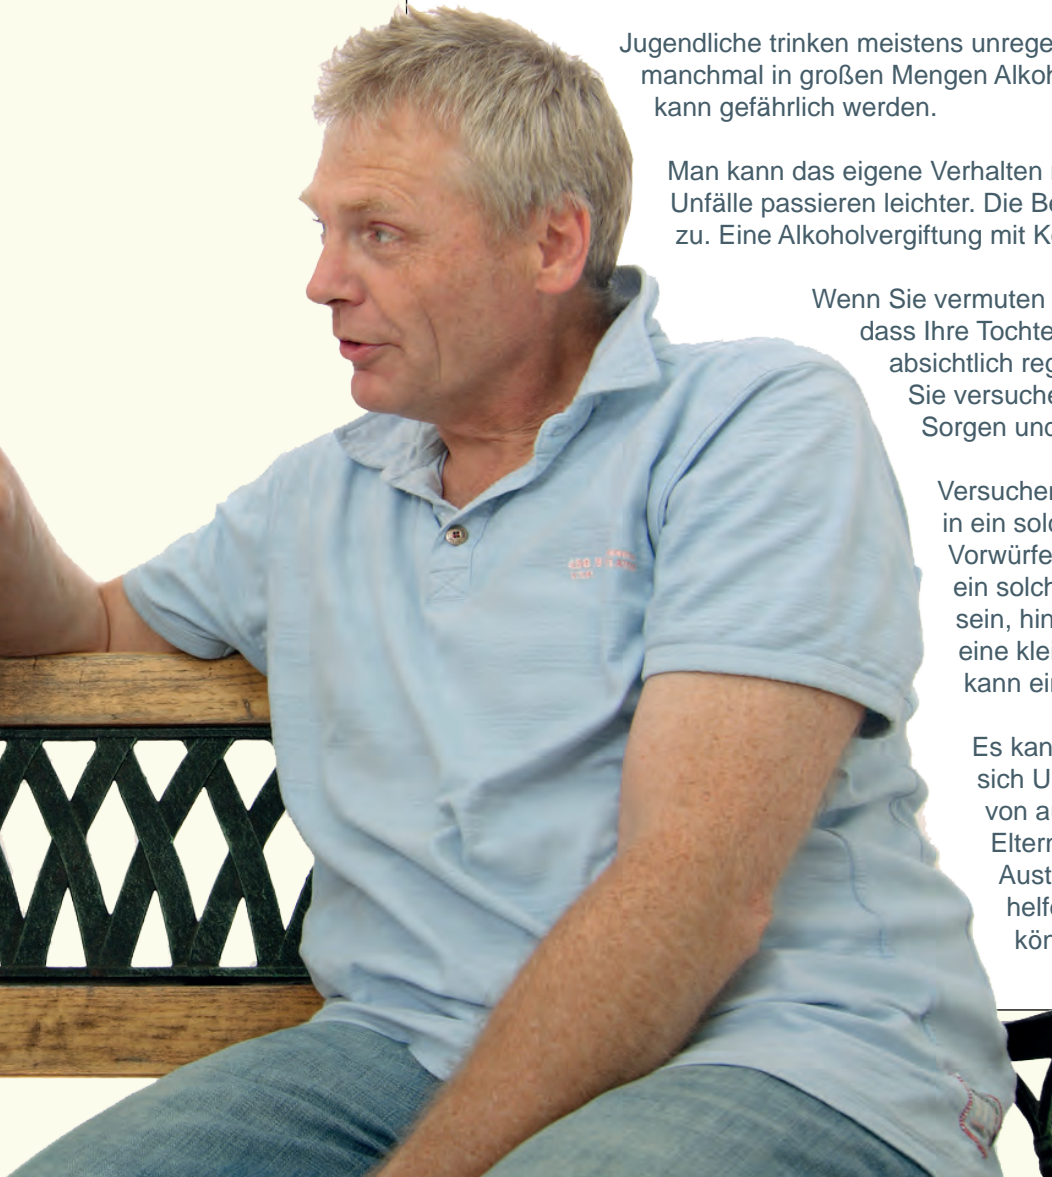 Jugendliche trinken meistens unrege
manchmal in großen Mengen Alkoh
kann gefährlich werden.
Man kann das eigene Verhalten
Unfälle passieren leichter. Die Be
zu. Eine Alkoholvergiftung mit Ko
Wenn Sie vermuten
dass Ihre Tochte
absichtlich reg
Sie versuche
Sorgen und
Versuchen
in ein solc
Vorwürfe
ein solch
sein, hin
eine klei
kann ein
Es kan
sich U
von a
Eltern
Aust
helfe
kön